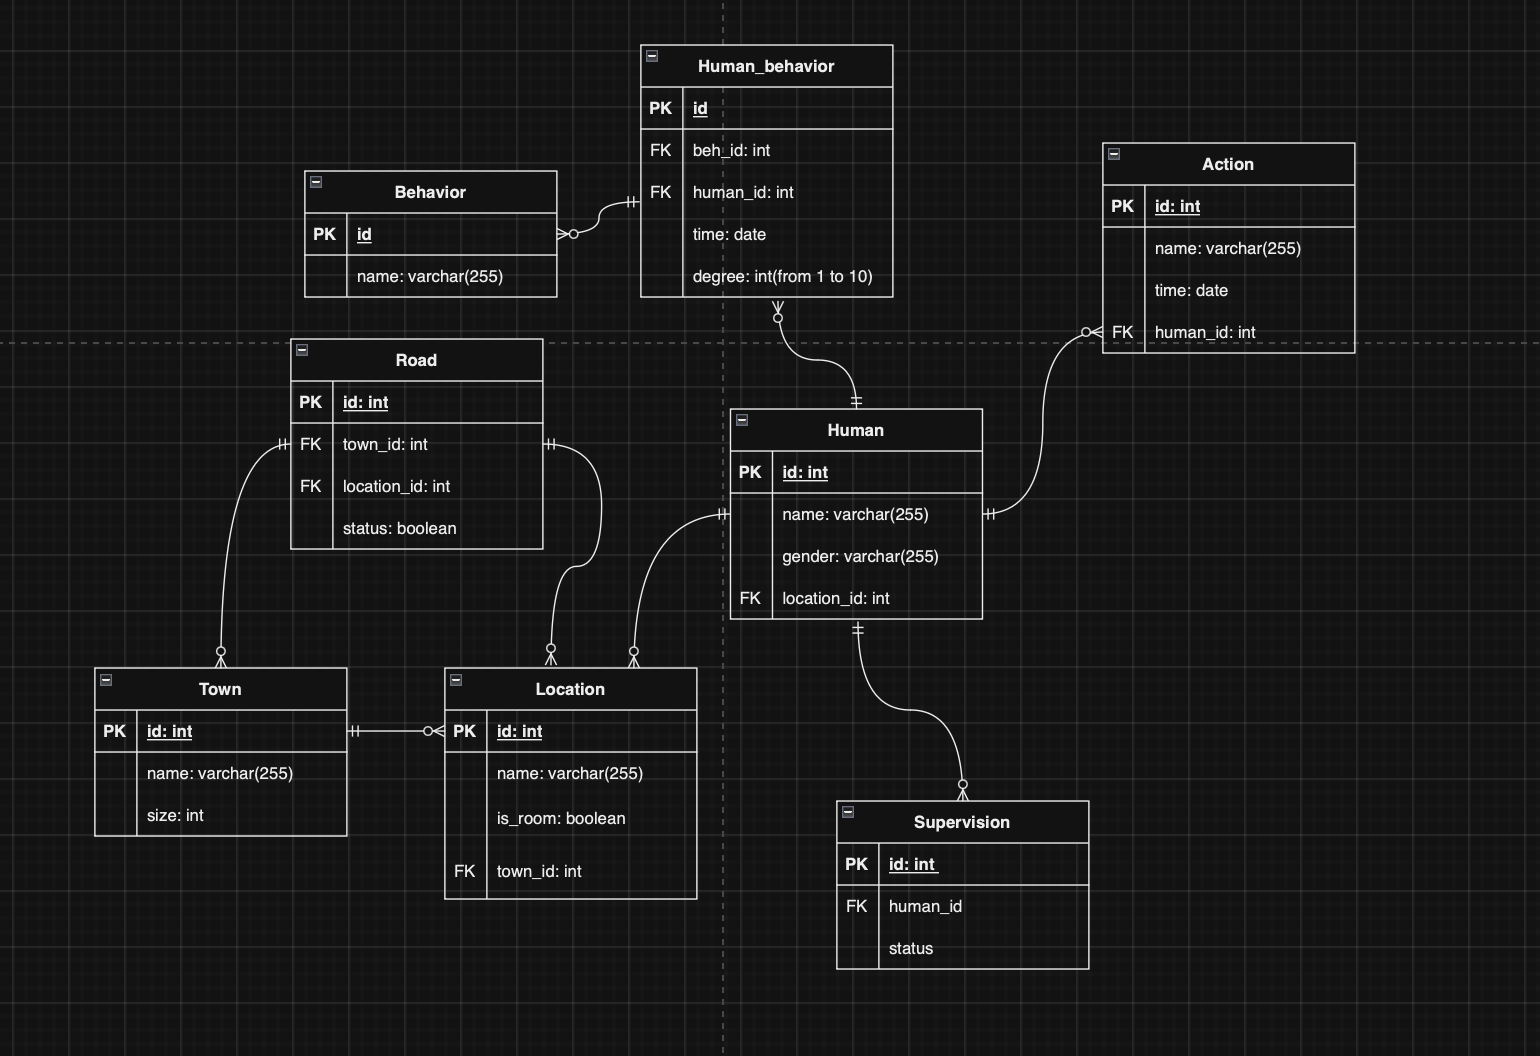 Human_behavior
PK id
FK beh_id: int
FK human_id: int
time: date
degree: int(from 1 to 10)
Action
PK id: int
name: varchar(255)
time: date
FK human_id: int
Behavior
PK id
name: varchar(255)
Road
PK id: int
FK town_id: int
FK location_id: int
status: boolean
Human
PK id: int
name: varchar(255)
gender: varchar(255)
FK location_id: int
Town
PK id: int
name: varchar(255)
size: int
Location
PK id: int
name: varchar(255)
is_room: boolean
FK town_id: int
Supervision
PK id: int
FK human_id
status